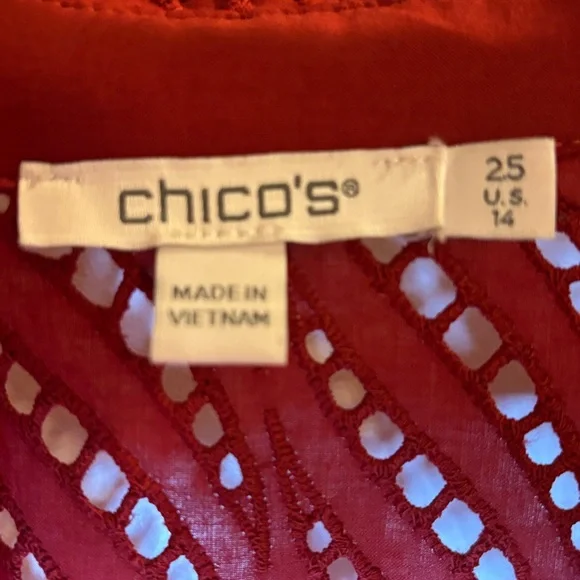 chico's®
2.5
U.S.
14
MADE IN
VIETNAM